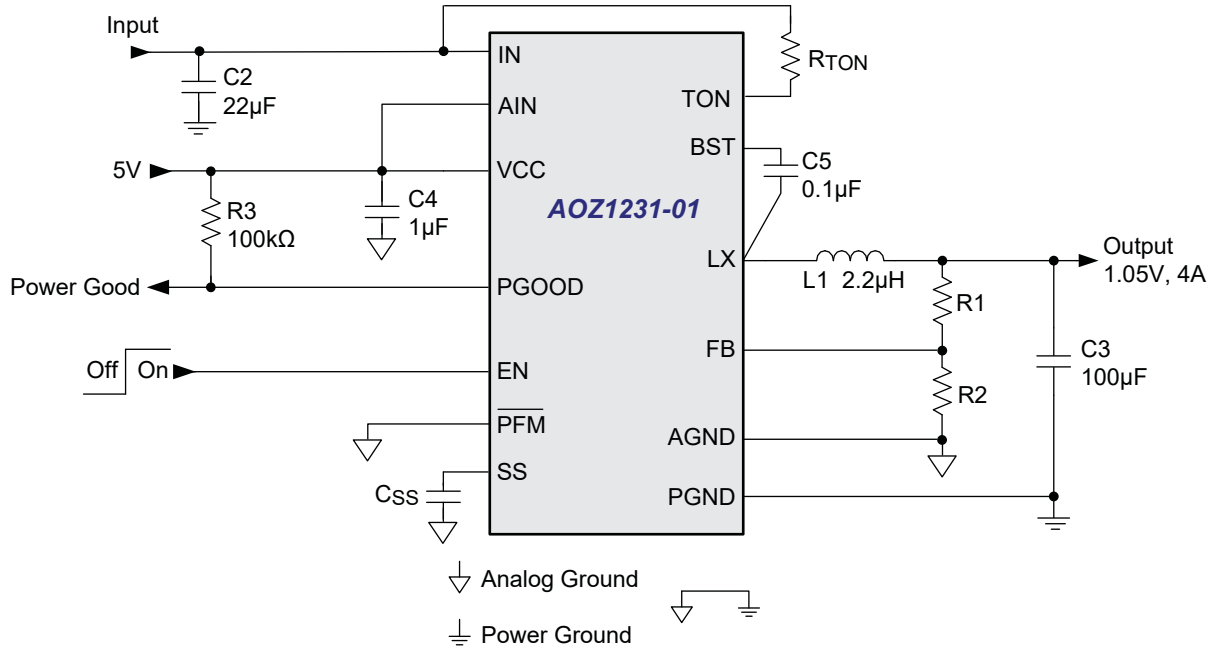 Input
C2
22µF
5V
R3
100kΩ
C4
1µF
Power Good
Off On
CSS
IN
AIN
VCC
PGOOD
EN
PFM
SS
AOZ1231-01
TON
BST
LX
FB
AGND
PGND
RTON
C5
0.1µF
L1 2.2µH
R1
R2
C3
100µF
Output
1.05V, 4A
Analog Ground
Power Ground